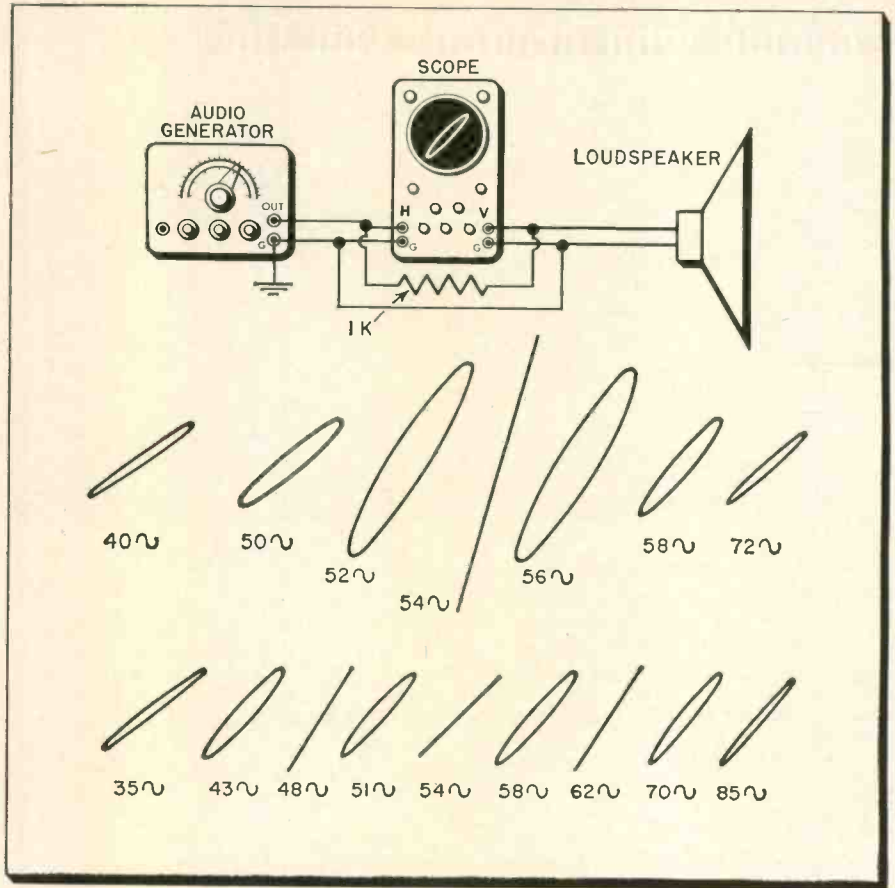 SCOPE
AUDIO
GENERATOR
LOUDSPEAKER
OUT
H V
G G G
1K
40∿ 50∿ 52∿ 54∿ 56∿ 58∿ 72∿
35∿ 43∿ 48∿ 51∿ 54∿ 58∿ 62∿ 70∿ 85∿